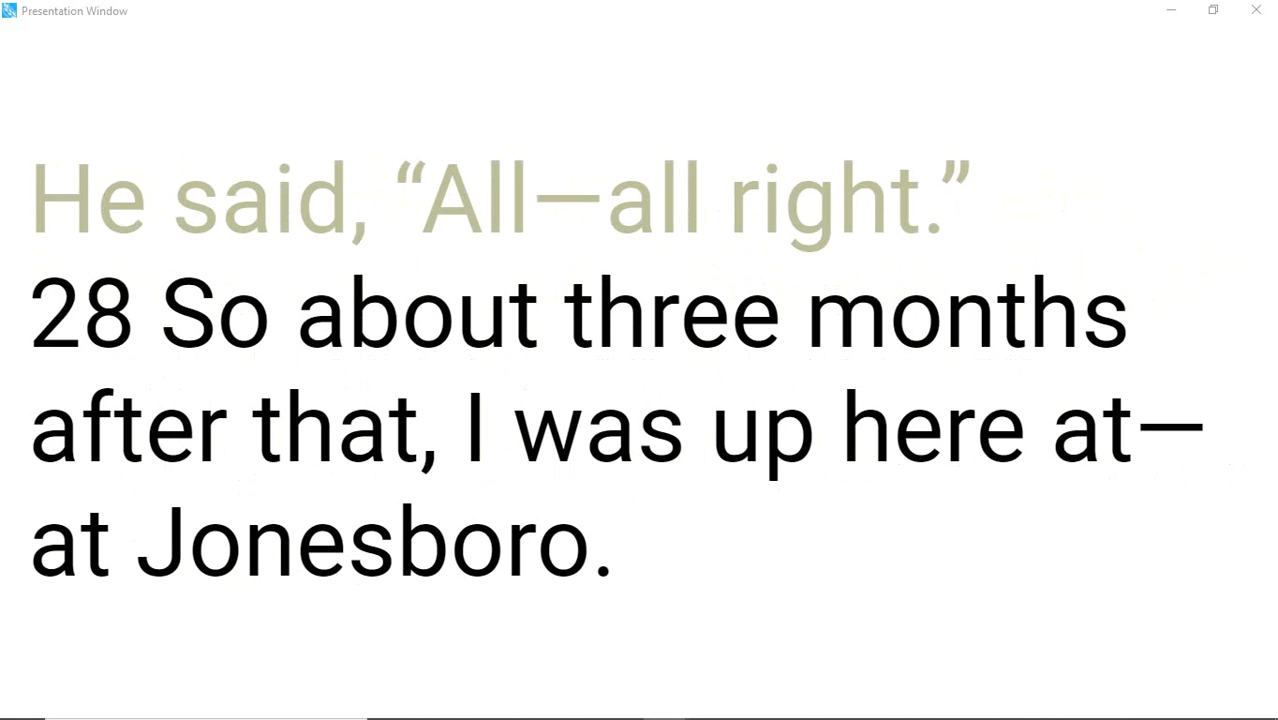 Presentation Window
He said, “All—all right.”
28 So about three months
after that, I was up here at—
at Jonesboro.